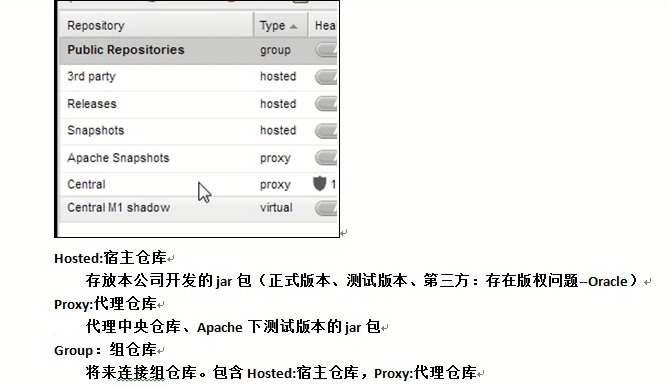 Repository Type Hea
Public Repositories group
3rd party hosted
Releases hosted
Snapshots hosted
Apache Snapshots proxy
Central proxy 1
Central M1 shadow virtual
Hosted:宿主仓库
存放本公司开发的 jar 包（正式版本、测试版本、第三方：存在版权问题--Oracle）
Proxy:代理仓库
代理中央仓库、Apache 下测试版本的 jar 包
Group：组仓库
将来连接组仓库。包含 Hosted:宿主仓库，Proxy:代理仓库